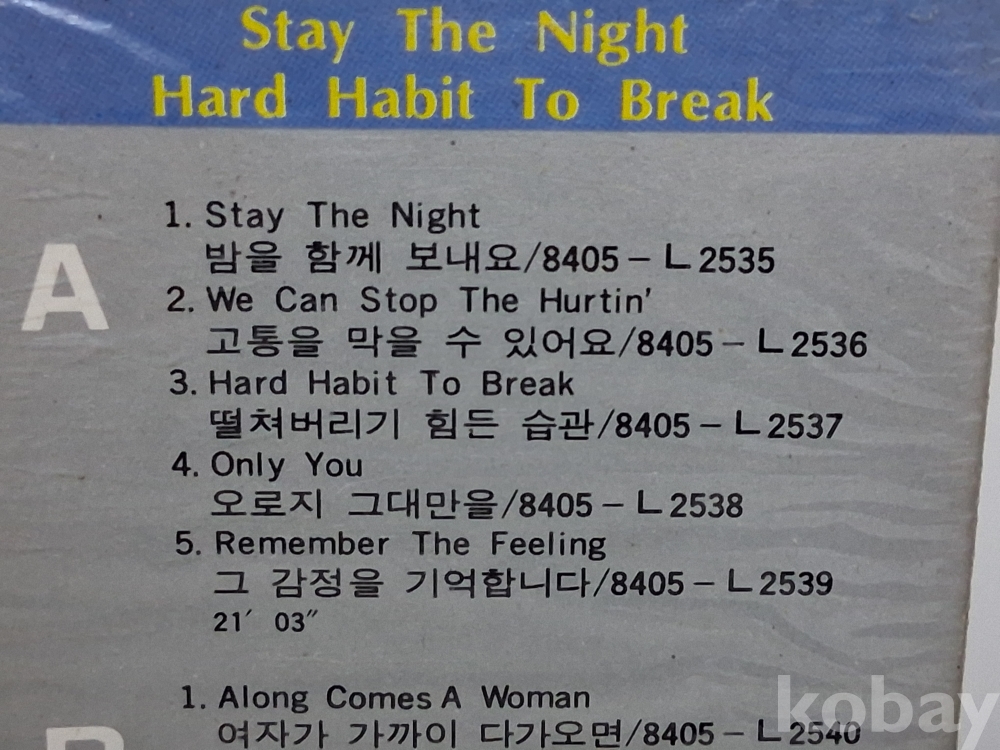 Stay The Night
Hard Habit To Break
A
1. Stay The Night
밤을 함께 보내요/8405－ㄴ2535
2. We Can Stop The Hurtin'
고통을 막을 수 있어요/8405－ㄴ2536
3. Hard Habit To Break
떨쳐버리기 힘든 습관/8405－ㄴ2537
4. Only You
오로지 그대만을/8405－ㄴ2538
5. Remember The Feeling
그 감정을 기억합니다/8405－ㄴ2539
21′ 03″
B
1. Along Comes A Woman
여자가 가까이 다가오면/8405－ㄴ2540
kobay